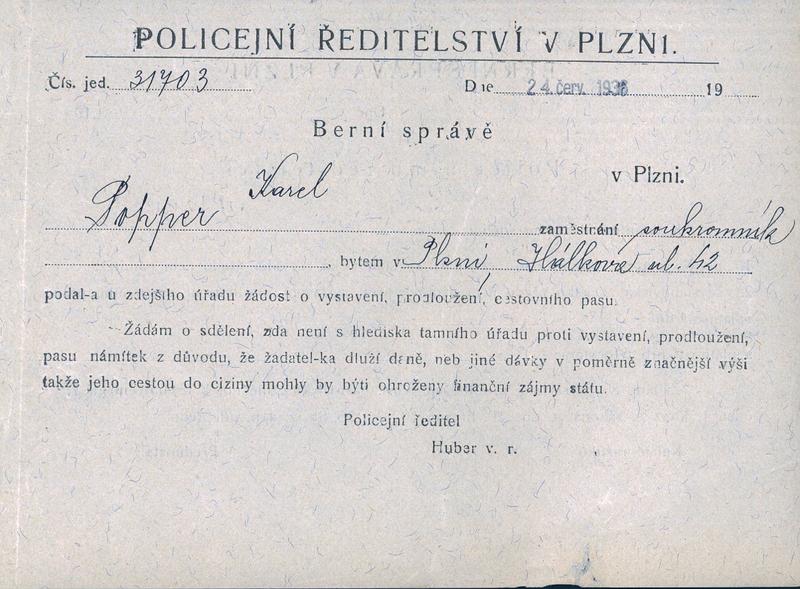 POLICEJNÍ ŘEDITELSTVÍ V PLZNI.
Čís. jed. 31703 Dne 24. červ. 1938 19
Berní správě
v Plzni.
Popper Karel zaměstnání soukromník
, bytem v Plzni, Hálkova ul. 42
podal-a u zdejšího úřadu žádost o vystavení, prodloužení, cestovního pasu.
Žádám o sdělení, zda není s hlediska tamního úřadu proti vystavení, prodloužení,
pasu námitek z důvodu, že žadatel-ka dluží daně, neb jiné dávky v poměrně značnější výši
takže jeho cestou do ciziny mohly by býti ohroženy finanční zájmy státu.
Policejní ředitel
Huber v. r.